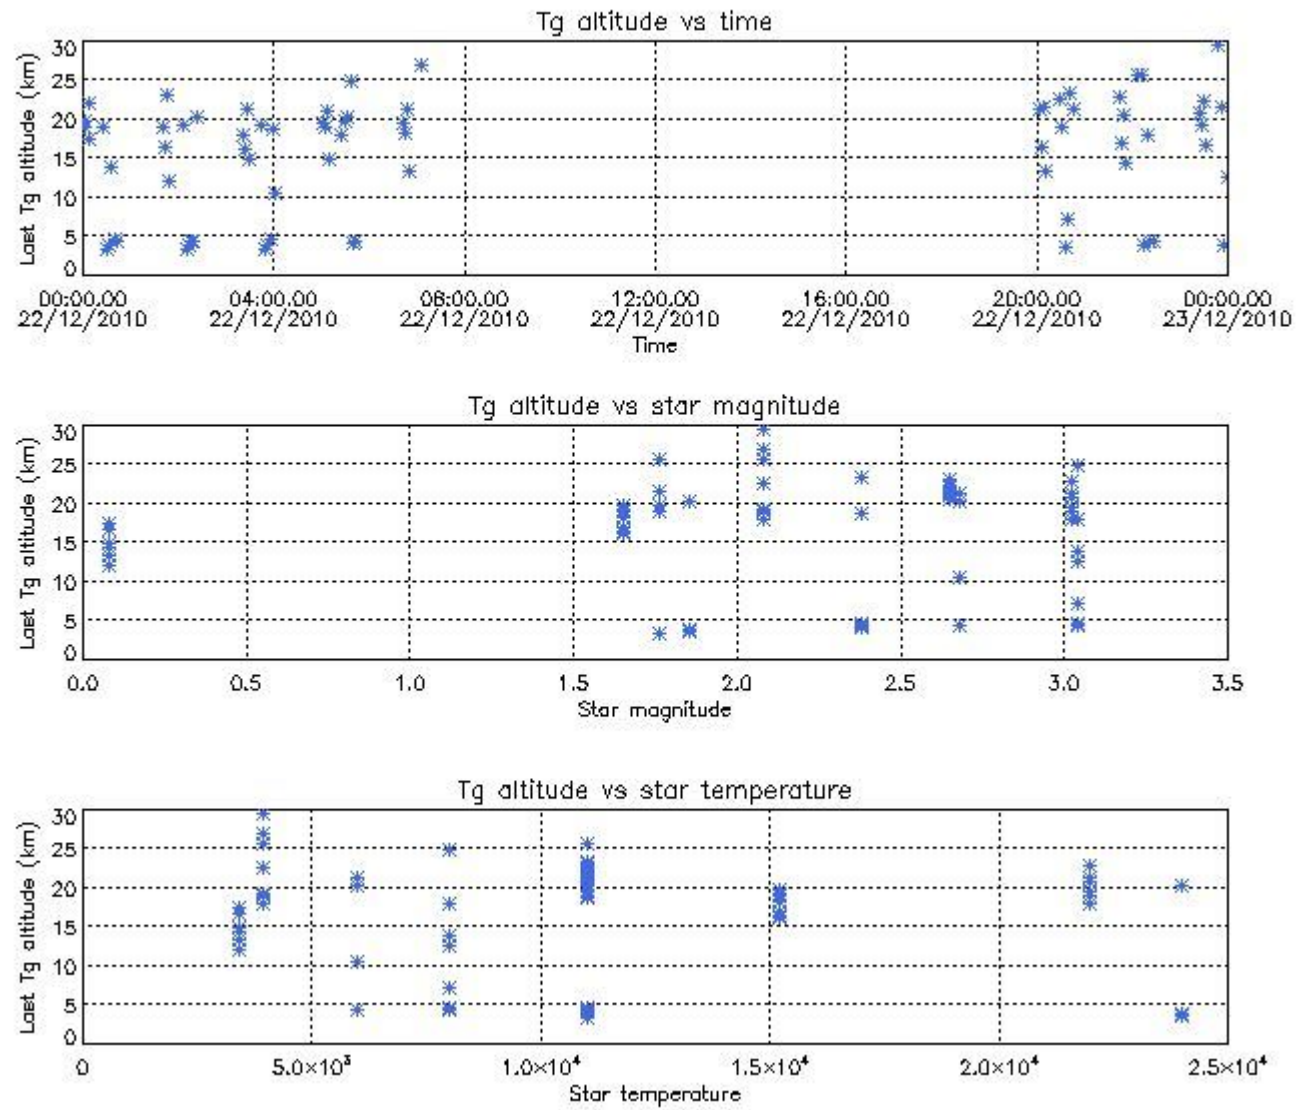 Tg altitude vs time
Last Tg altitude (km)
30
25
20
15
10
5
0
00:00.00 04:00.00 08:00.00 12:00.00 16:00.00 20:00.00 00:00.00
22/12/2010 22/12/2010 22/12/2010 22/12/2010 22/12/2010 22/12/2010 23/12/2010
Time
Tg altitude vs star magnitude
Last Tg altitude (km)
30
25
20
15
10
5
0
0.0 0.5 1.0 1.5 2.0 2.5 3.0 3.5
Star magnitude
Tg altitude vs star temperature
Last Tg altitude (km)
30
25
20
15
10
5
0
0 5.0×10³ 1.0×10⁴ 1.5×10⁴ 2.0×10⁴ 2.5×10⁴
Star temperature